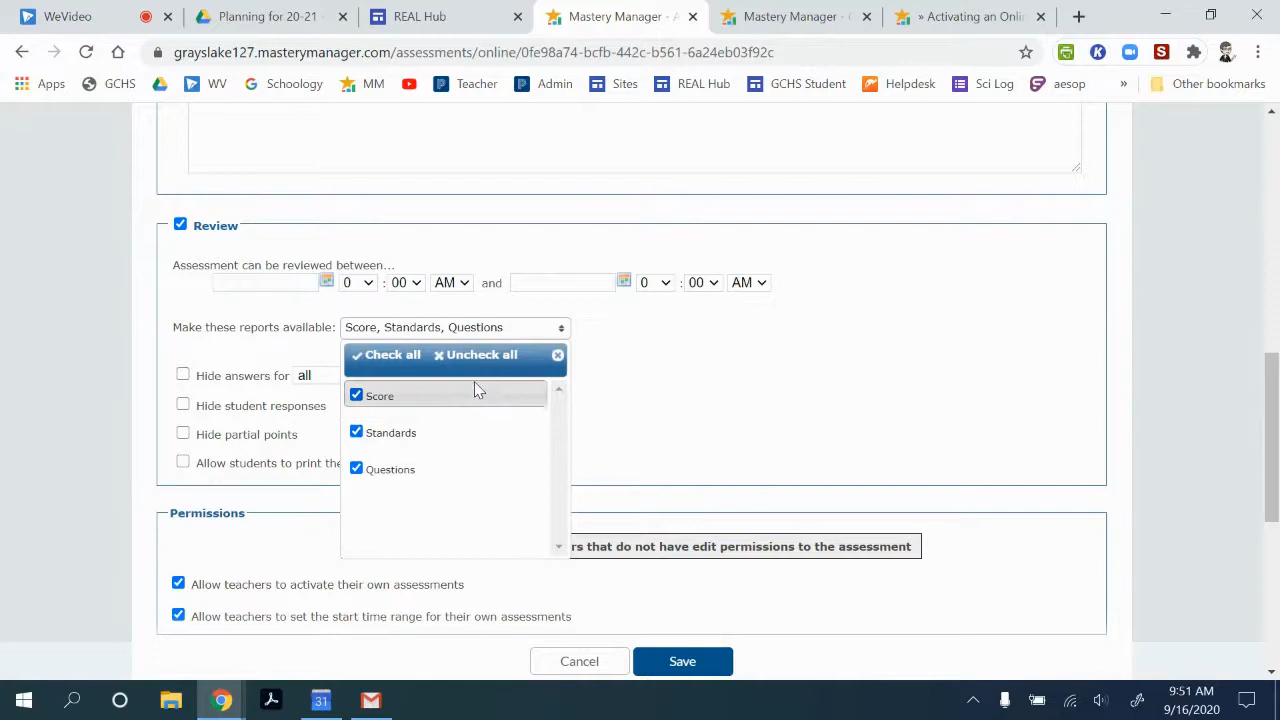 WeVideo
Planning for 20-21
REAL Hub
Mastery Manager - A
Mastery Manager - C
» Activating an Onli
grayslake127.masterymanager.com/assessments/online/0fe98a74-bcfb-442c-b561-6a24eb03f92c
Apps GCHS WV Schoology MM Teacher Admin Sites REAL Hub GCHS Student Helpdesk Sci Log aesop » Other bookmarks
Review
Assessment can be reviewed between...
0 : 00 AM and 0 : 00 AM
Make these reports available: Score, Standards, Questions
Check all Uncheck all
Hide answers for all
Score
Hide student responses
Standards
Hide partial points
Allow students to print the
Questions
Permissions
rs that do not have edit permissions to the assessment
Allow teachers to activate their own assessments
Allow teachers to set the start time range for their own assessments
Cancel Save
31
9:51 AM
9/16/2020